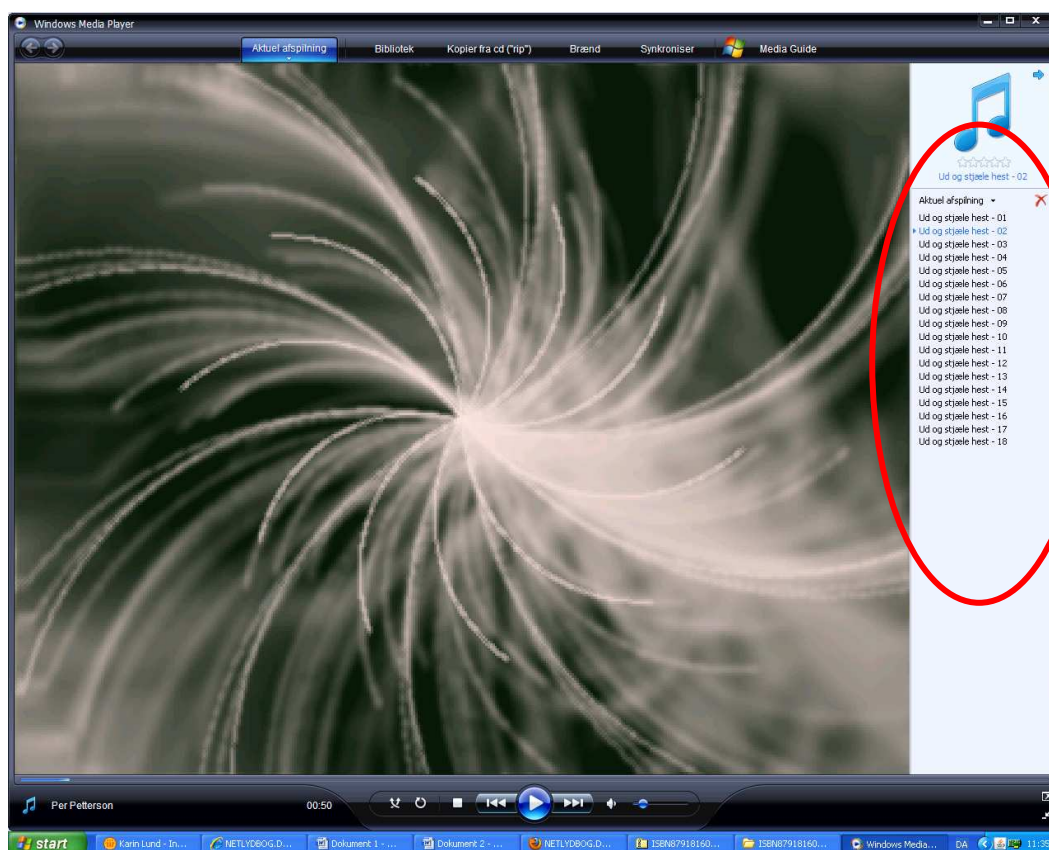 Windows Media Player
Aktuel afspilning Bibliotek Kopier fra cd ("rip") Brænd Synkroniser Media Guide
Ud og stjæle hest - 02
Aktuel afspilning
Ud og stjæle hest - 01
Ud og stjæle hest - 02
Ud og stjæle hest - 03
Ud og stjæle hest - 04
Ud og stjæle hest - 05
Ud og stjæle hest - 06
Ud og stjæle hest - 07
Ud og stjæle hest - 08
Ud og stjæle hest - 09
Ud og stjæle hest - 10
Ud og stjæle hest - 11
Ud og stjæle hest - 12
Ud og stjæle hest - 13
Ud og stjæle hest - 14
Ud og stjæle hest - 15
Ud og stjæle hest - 16
Ud og stjæle hest - 17
Ud og stjæle hest - 18
Per Petterson 00:50
start Karin Lund - In... NETLYDBOG.D... Dokument 1 - ... Dokument 2 - ... NETLYDBOG.D... ISBN87918160... ISBN87918160... Windows Media... DA 11:35